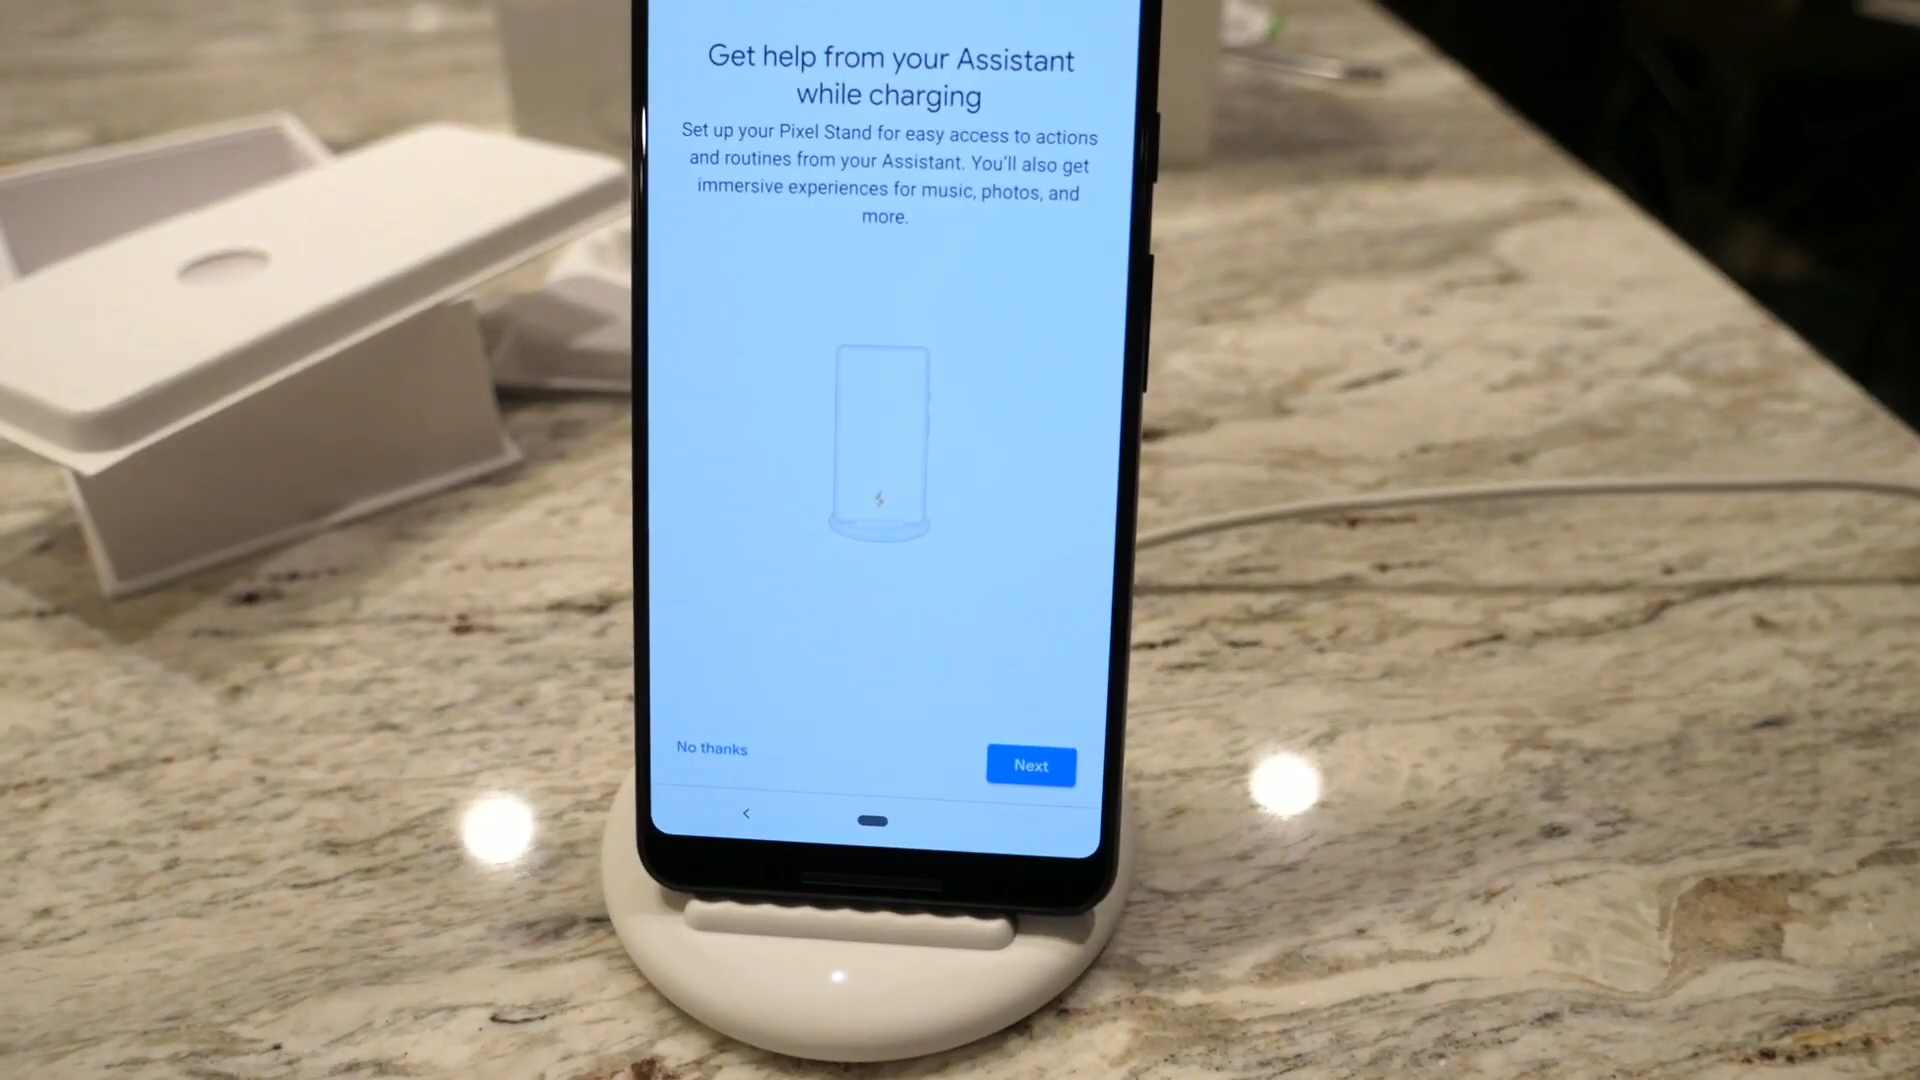 Get help from your Assistant
while charging
Set up your Pixel Stand for easy access to actions
and routines from your Assistant. You'll also get
immersive experiences for music, photos, and
more.
No thanks
Next